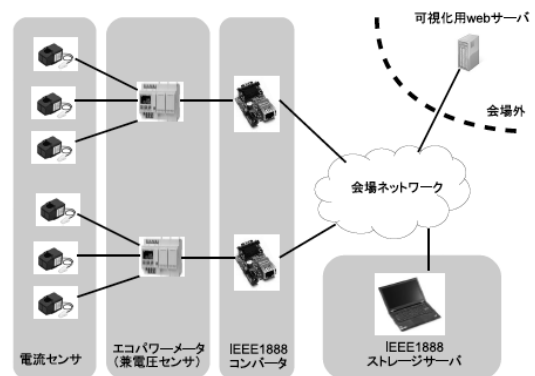 可視化用webサーバ
会場外
会場ネットワーク
電流センサ
エコパワーメータ
(兼電圧センサ)
IEEE1888
コンバータ
IEEE1888
ストレージサーバ